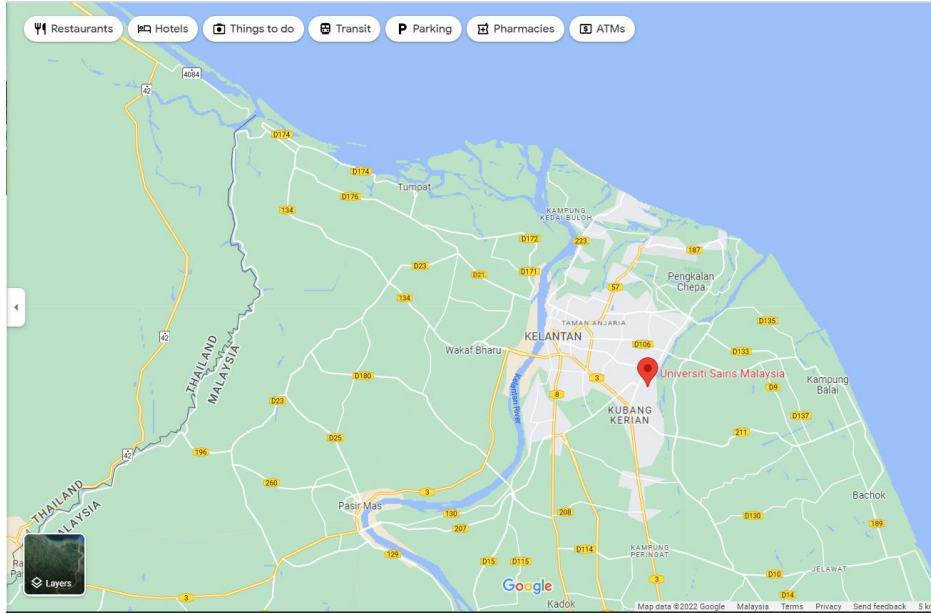 Restaurants
Hotels
Things to do
Transit
Parking
Pharmacies
ATMs
4084
42
D174
D174
D176
134
Tumpat
KAMPUNG
KEDAI BULOH
D172
223
187
D23
D21
D171
Pengkalan
Chepa
57
134
TAMAN ANJARIA
D135
42
KELANTAN
D106
THAILAND
MALAYSIA
Wakaf Bharu
D133
Universiti Sains Malaysia
D180
3
Kampung
Balai
D9
Kelantan River
8
D23
KUBANG
KERIAN
D137
D25
211
196
42
260
3
THAILAND
Bachok
Pasir Mas
130
208
D130
189
207
129
D114
KAMPUNG
PERINGAT
D15
D115
JELAWAT
D10
3
Layers
Google
D14
3
Kadok
Map data ©2022 Google
Malaysia
Terms
Privacy
Send feedback